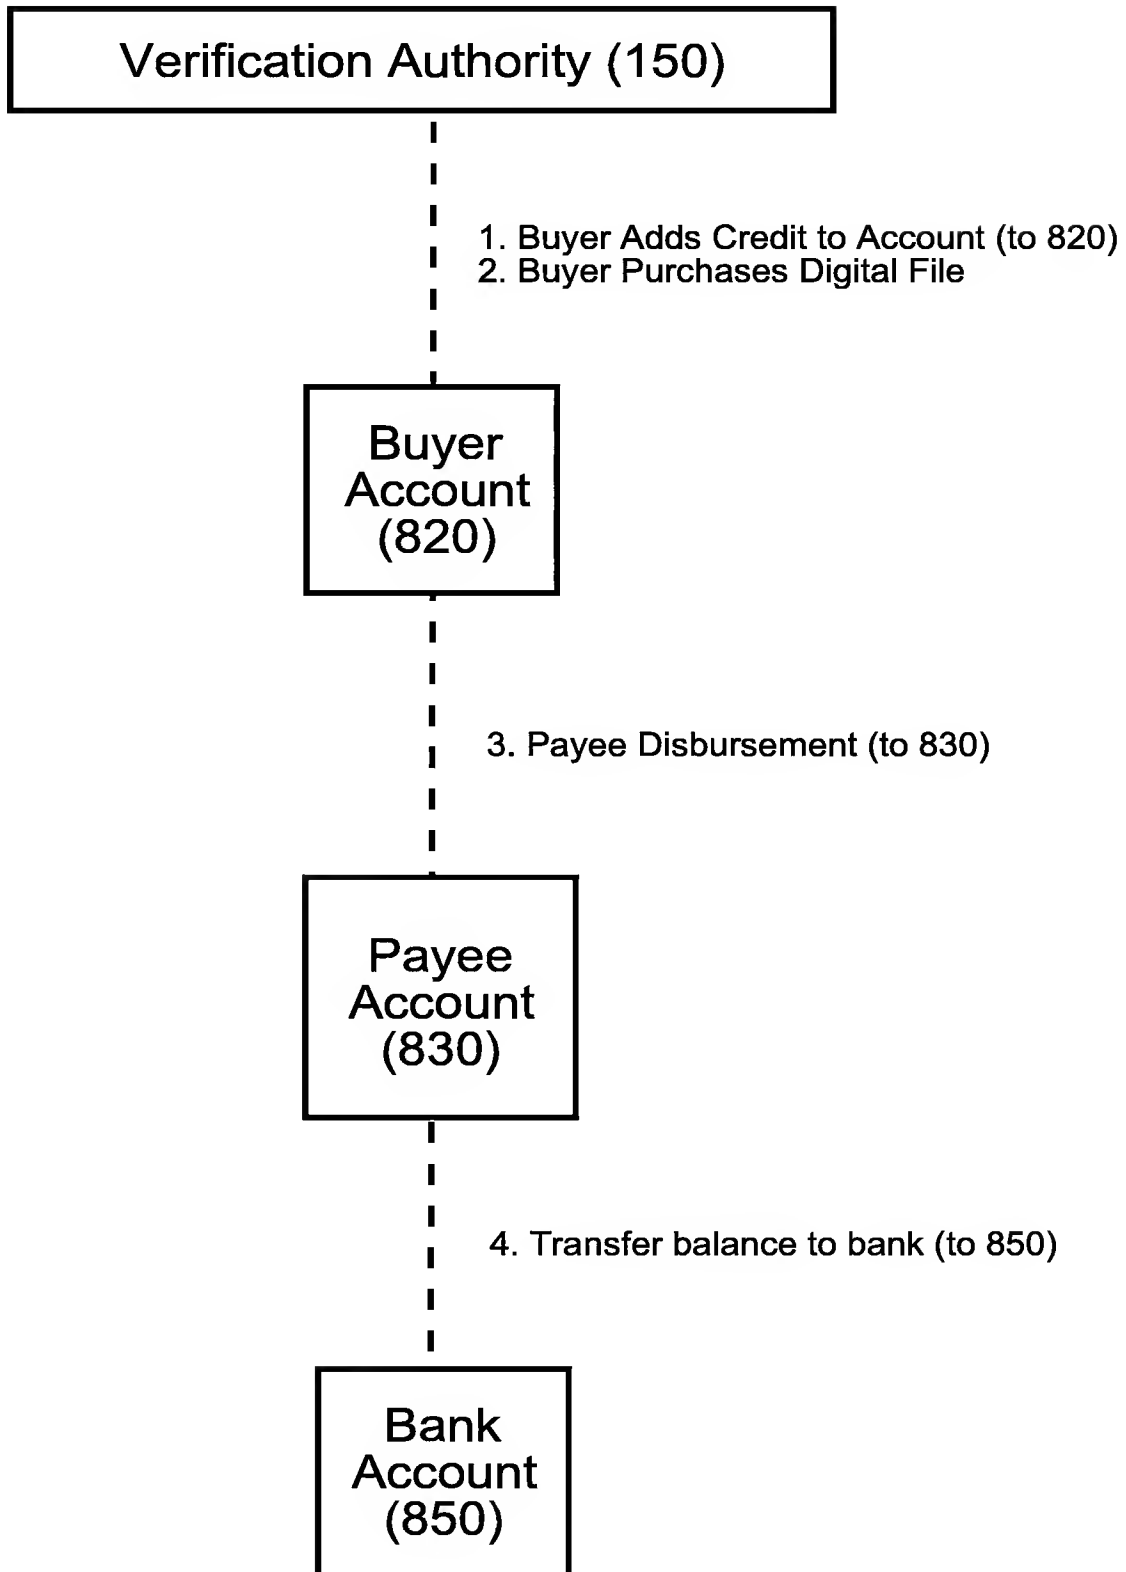 Verification Authority (150)
1. Buyer Adds Credit to Account (to 820)
2. Buyer Purchases Digital File
Buyer
Account
(820)
3. Payee Disbursement (to 830)
Payee
Account
(830)
4. Transfer balance to bank (to 850)
Bank
Account
(850)